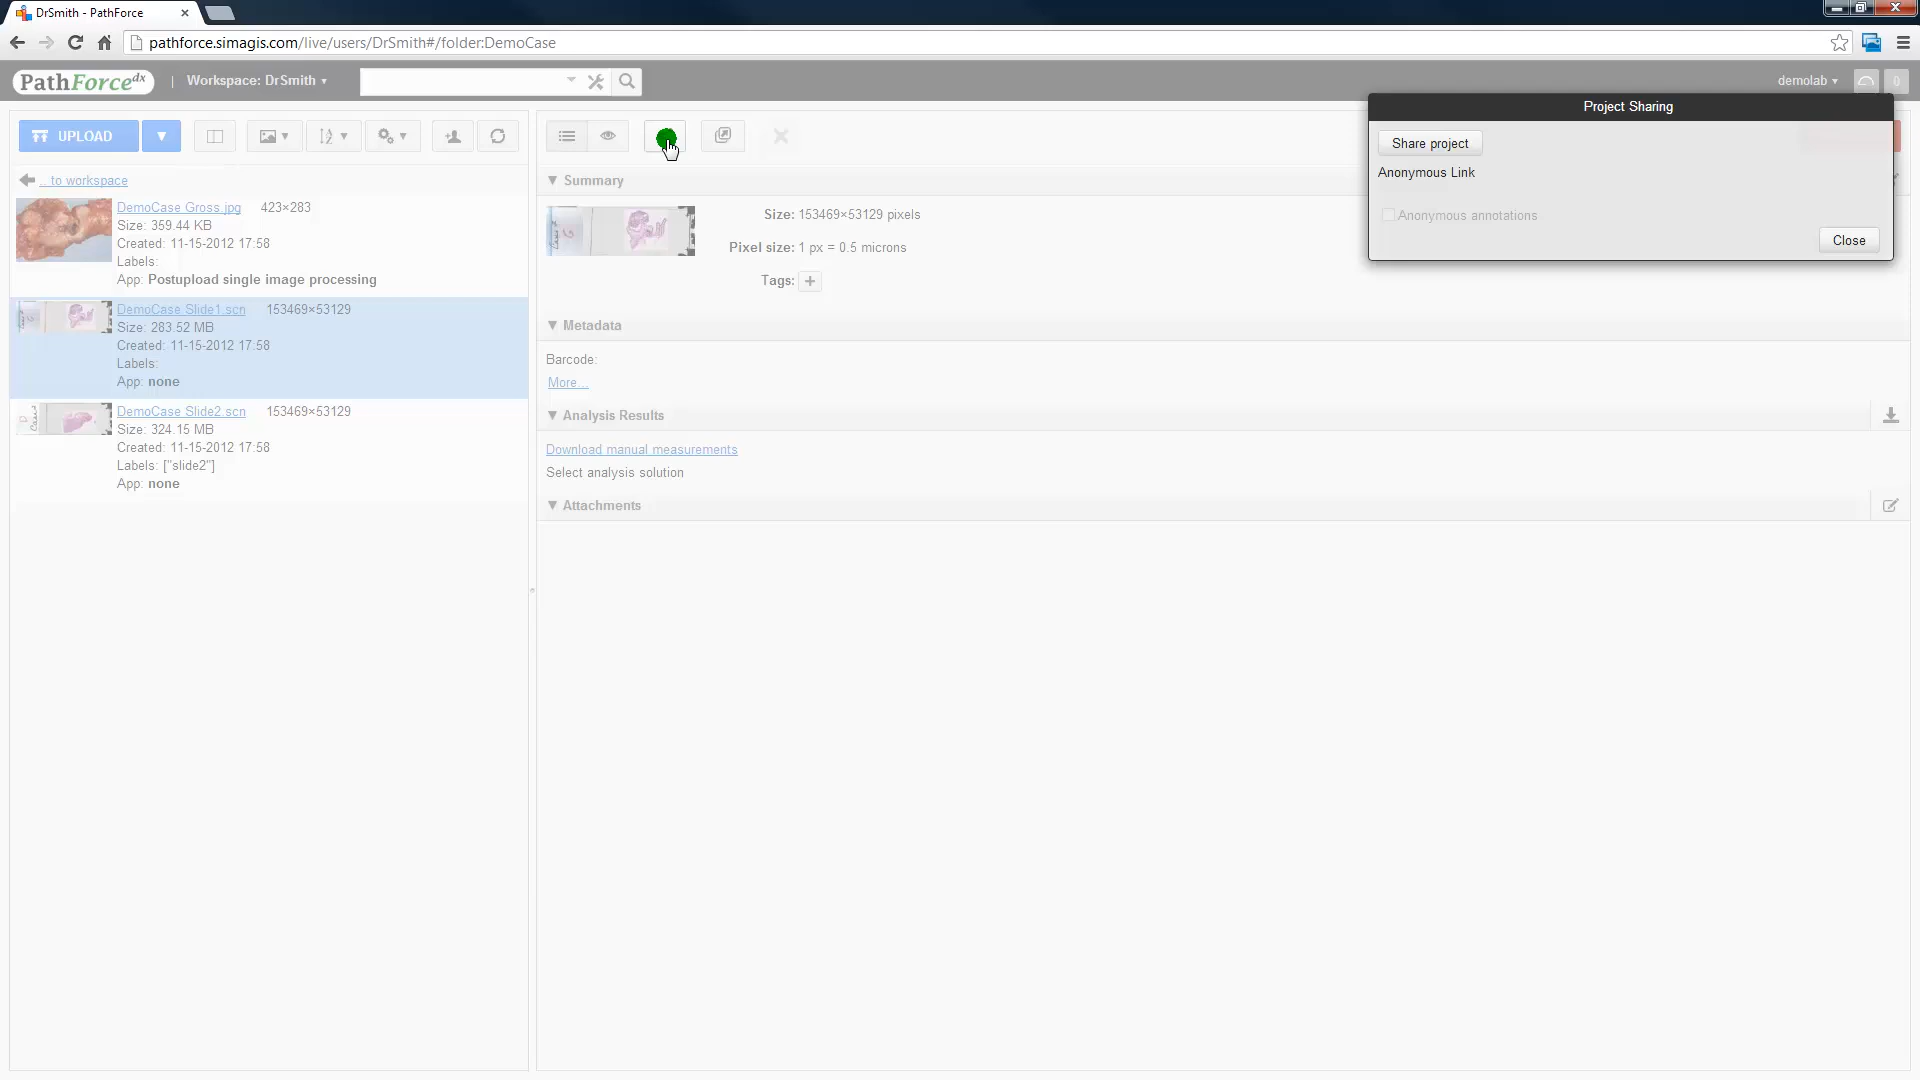 DrSmith - PathForce
pathforce.simagis.com/live/users/DrSmith#/folder:DemoCase
PathForce dx | Workspace: DrSmith
demolab
Project Sharing
Share project
Anonymous Link
Anonymous annotations
Close
UPLOAD
.. to workspace
DemoCase Gross.jpg 423×283
Size: 359.44 KB
Created: 11-15-2012 17:58
Labels:
App: Postupload single image processing
DemoCase Slide1.scn 153469×53129
Size: 283.52 MB
Created: 11-15-2012 17:58
Labels:
App: none
DemoCase Slide2.scn 153469×53129
Size: 324.15 MB
Created: 11-15-2012 17:58
Labels: ["slide2"]
App: none
Summary
Size: 153469×53129 pixels
Pixel size: 1 px = 0.5 microns
Tags: +
Metadata
Barcode:
More...
Analysis Results
Download manual measurements
Select analysis solution
Attachments